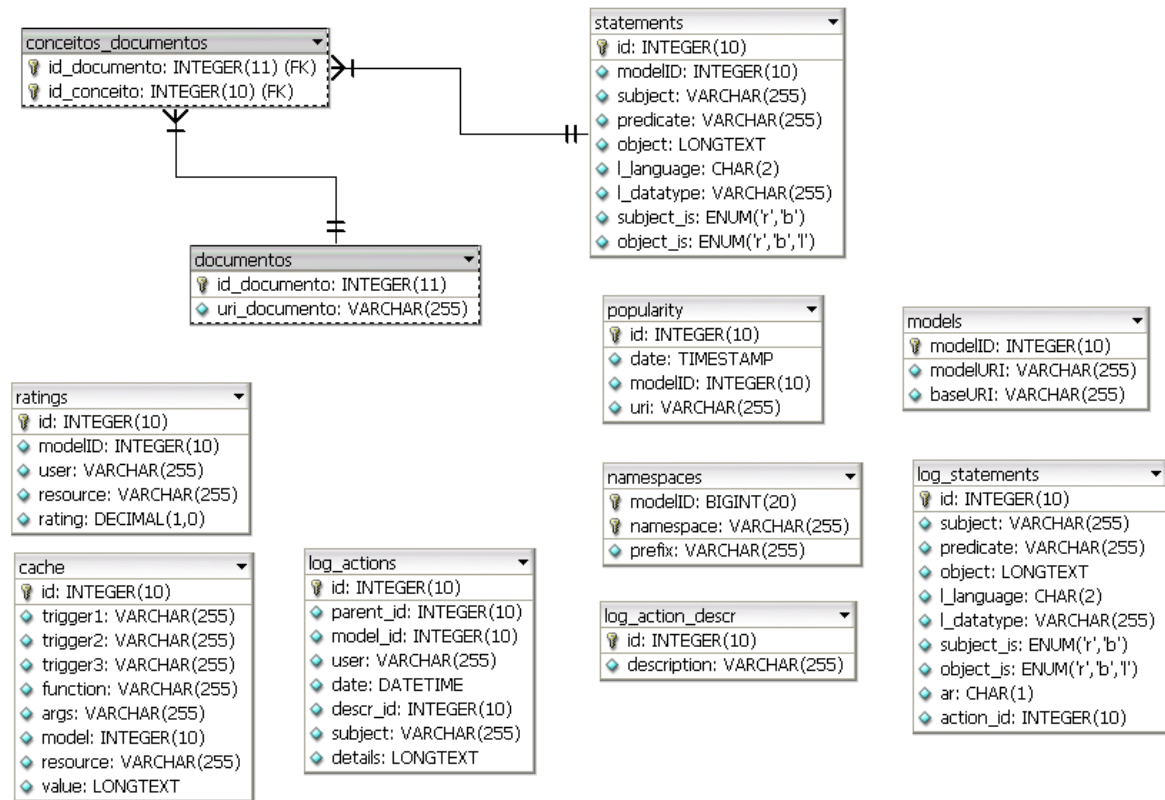 conceitos_documentos
id_documento: INTEGER(11) (FK)
id_conceito: INTEGER(10) (FK)
statements
id: INTEGER(10)
modelID: INTEGER(10)
subject: VARCHAR(255)
predicate: VARCHAR(255)
object: LONGTEXT
l_language: CHAR(2)
l_datatype: VARCHAR(255)
subject_is: ENUM('r','b')
object_is: ENUM('r','b','l')
documentos
id_documento: INTEGER(11)
uri_documento: VARCHAR(255)
popularity
id: INTEGER(10)
date: TIMESTAMP
modelID: INTEGER(10)
uri: VARCHAR(255)
models
modelID: INTEGER(10)
modelURI: VARCHAR(255)
baseURI: VARCHAR(255)
ratings
id: INTEGER(10)
modelID: INTEGER(10)
user: VARCHAR(255)
resource: VARCHAR(255)
rating: DECIMAL(1,0)
namespaces
modelID: BIGINT(20)
namespace: VARCHAR(255)
prefix: VARCHAR(255)
log_statements
id: INTEGER(10)
subject: VARCHAR(255)
predicate: VARCHAR(255)
object: LONGTEXT
l_language: CHAR(2)
l_datatype: VARCHAR(255)
subject_is: ENUM('r','b')
object_is: ENUM('r','b','l')
ar: CHAR(1)
action_id: INTEGER(10)
cache
id: INTEGER(10)
trigger1: VARCHAR(255)
trigger2: VARCHAR(255)
trigger3: VARCHAR(255)
function: VARCHAR(255)
args: VARCHAR(255)
model: INTEGER(10)
resource: VARCHAR(255)
value: LONGTEXT
log_actions
id: INTEGER(10)
parent_id: INTEGER(10)
model_id: INTEGER(10)
user: VARCHAR(255)
date: DATETIME
descr_id: INTEGER(10)
subject: VARCHAR(255)
details: LONGTEXT
log_action_descr
id: INTEGER(10)
description: VARCHAR(255)